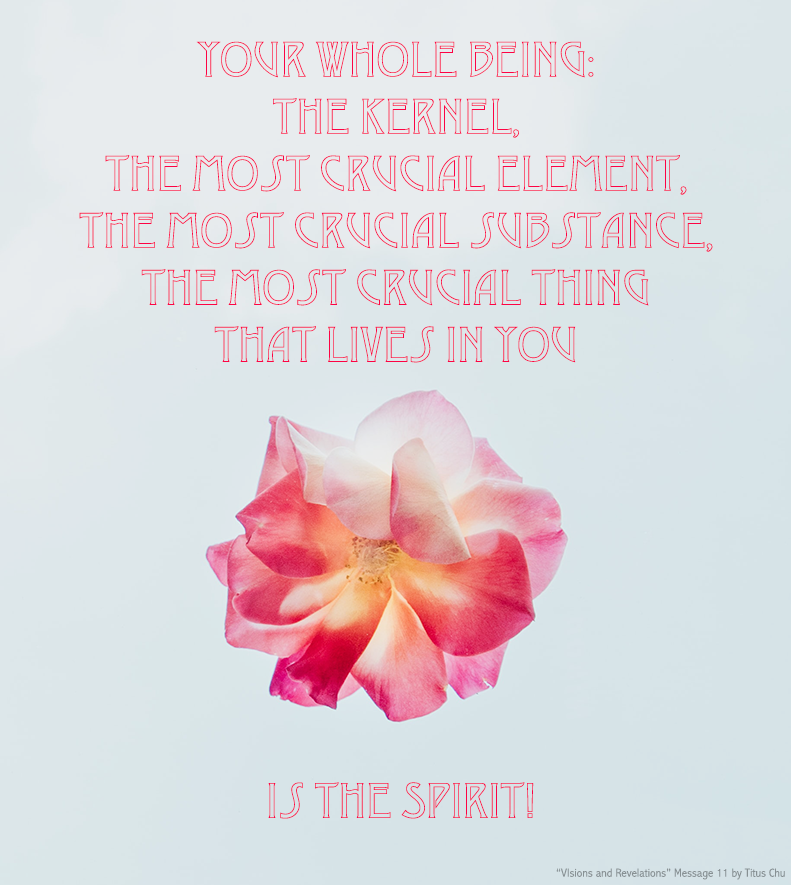 YOUR WHOLE BEING:
THE KERNEL,
THE MOST CRUCIAL ELEMENT,
THE MOST CRUCIAL SUBSTANCE,
THE MOST CRUCIAL THING
THAT LIVES IN YOU
IS THE SPIRIT!
"Visions and Revelations" Message 11 by Titus Chu